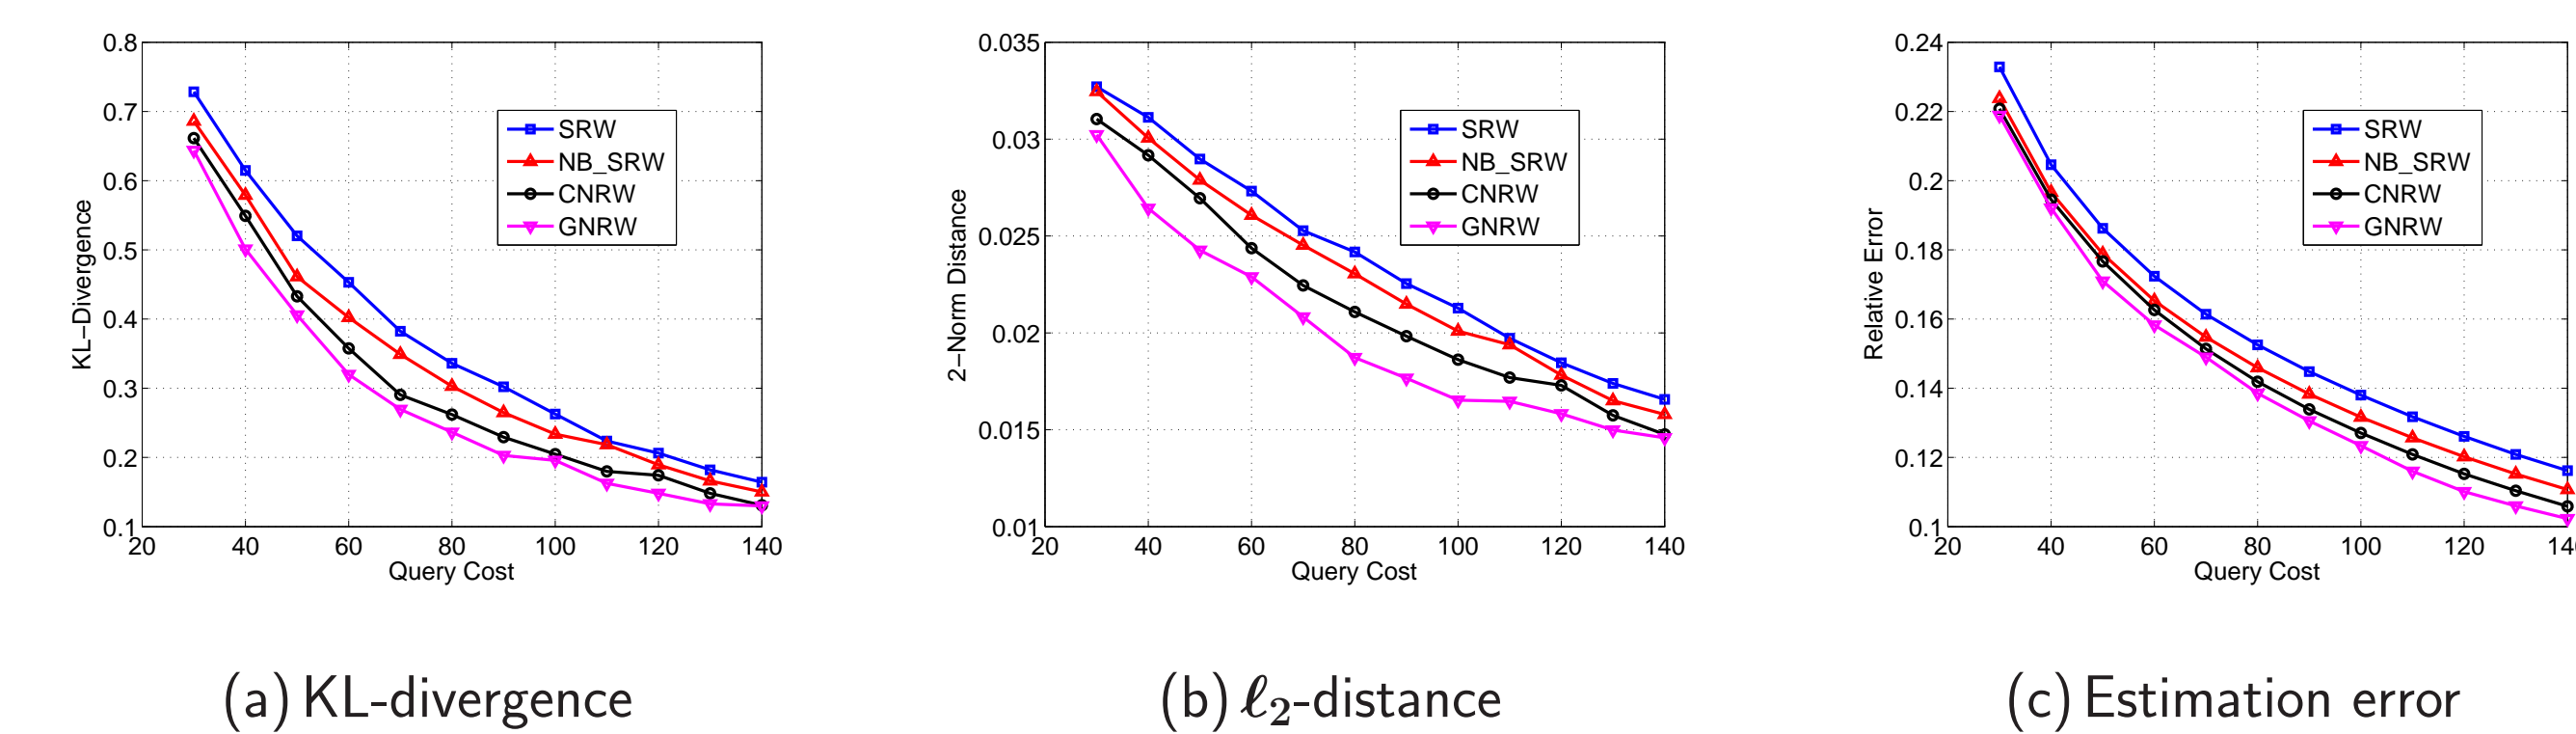 0.8
0.7
0.6
0.5
0.4
0.3
0.2
0.1
20 40 60 80 100 120 140
KL–Divergence
Query Cost
SRW
NB_SRW
CNRW
GNRW
(a) KL-divergence
0.035
0.03
0.025
0.02
0.015
0.01
20 40 60 80 100 120 140
2–Norm Distance
Query Cost
SRW
NB_SRW
CNRW
GNRW
(b) ℓ₂-distance
0.24
0.22
0.2
0.18
0.16
0.14
0.12
0.1
20 40 60 80 100 120
Relative Error
Query Cost
SRW
NB_SRW
CNRW
GNRW
(c) Estimation error